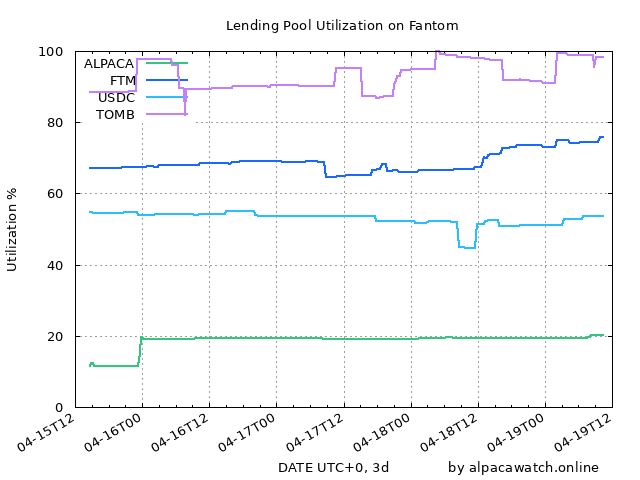 Lending Pool Utilization on Fantom
100
80
60
40
20
0
Utilization %
ALPACA
FTM
USDC
TOMB
04-15T12
04-16T00
04-16T12
04-17T00
04-17T12
04-18T00
04-18T12
04-19T00
04-19T12
DATE UTC+0, 3d by alpacawatch.online